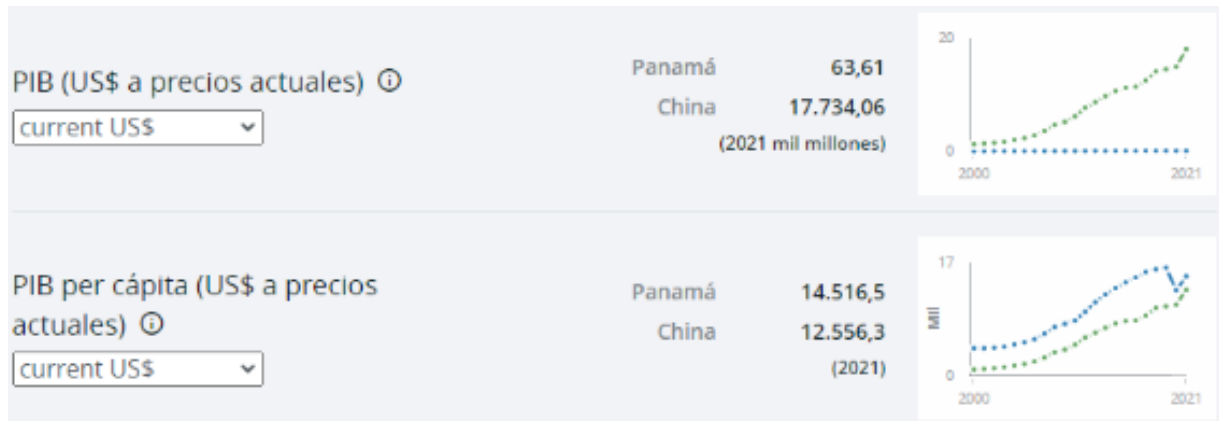 PIB (US$ a precios actuales) ⓘ
current US$
Panamá 63,61
China 17.734,06
(2021 mil millones)
20
0
2000 2021
PIB per cápita (US$ a precios
actuales) ⓘ
current US$
Panamá 14.516,5
China 12.556,3
(2021)
17
Mil
0
2000 2021